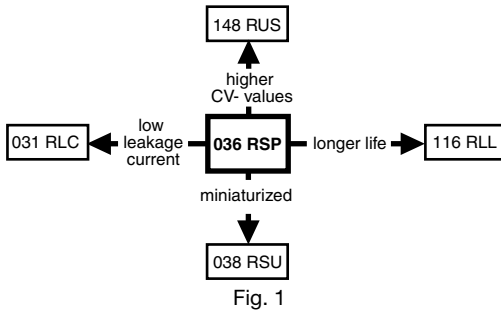 148 RUS
higher
CV- values
031 RLC
low
leakage
current
036 RSP
longer life
116 RLL
miniaturized
038 RSU
Fig. 1